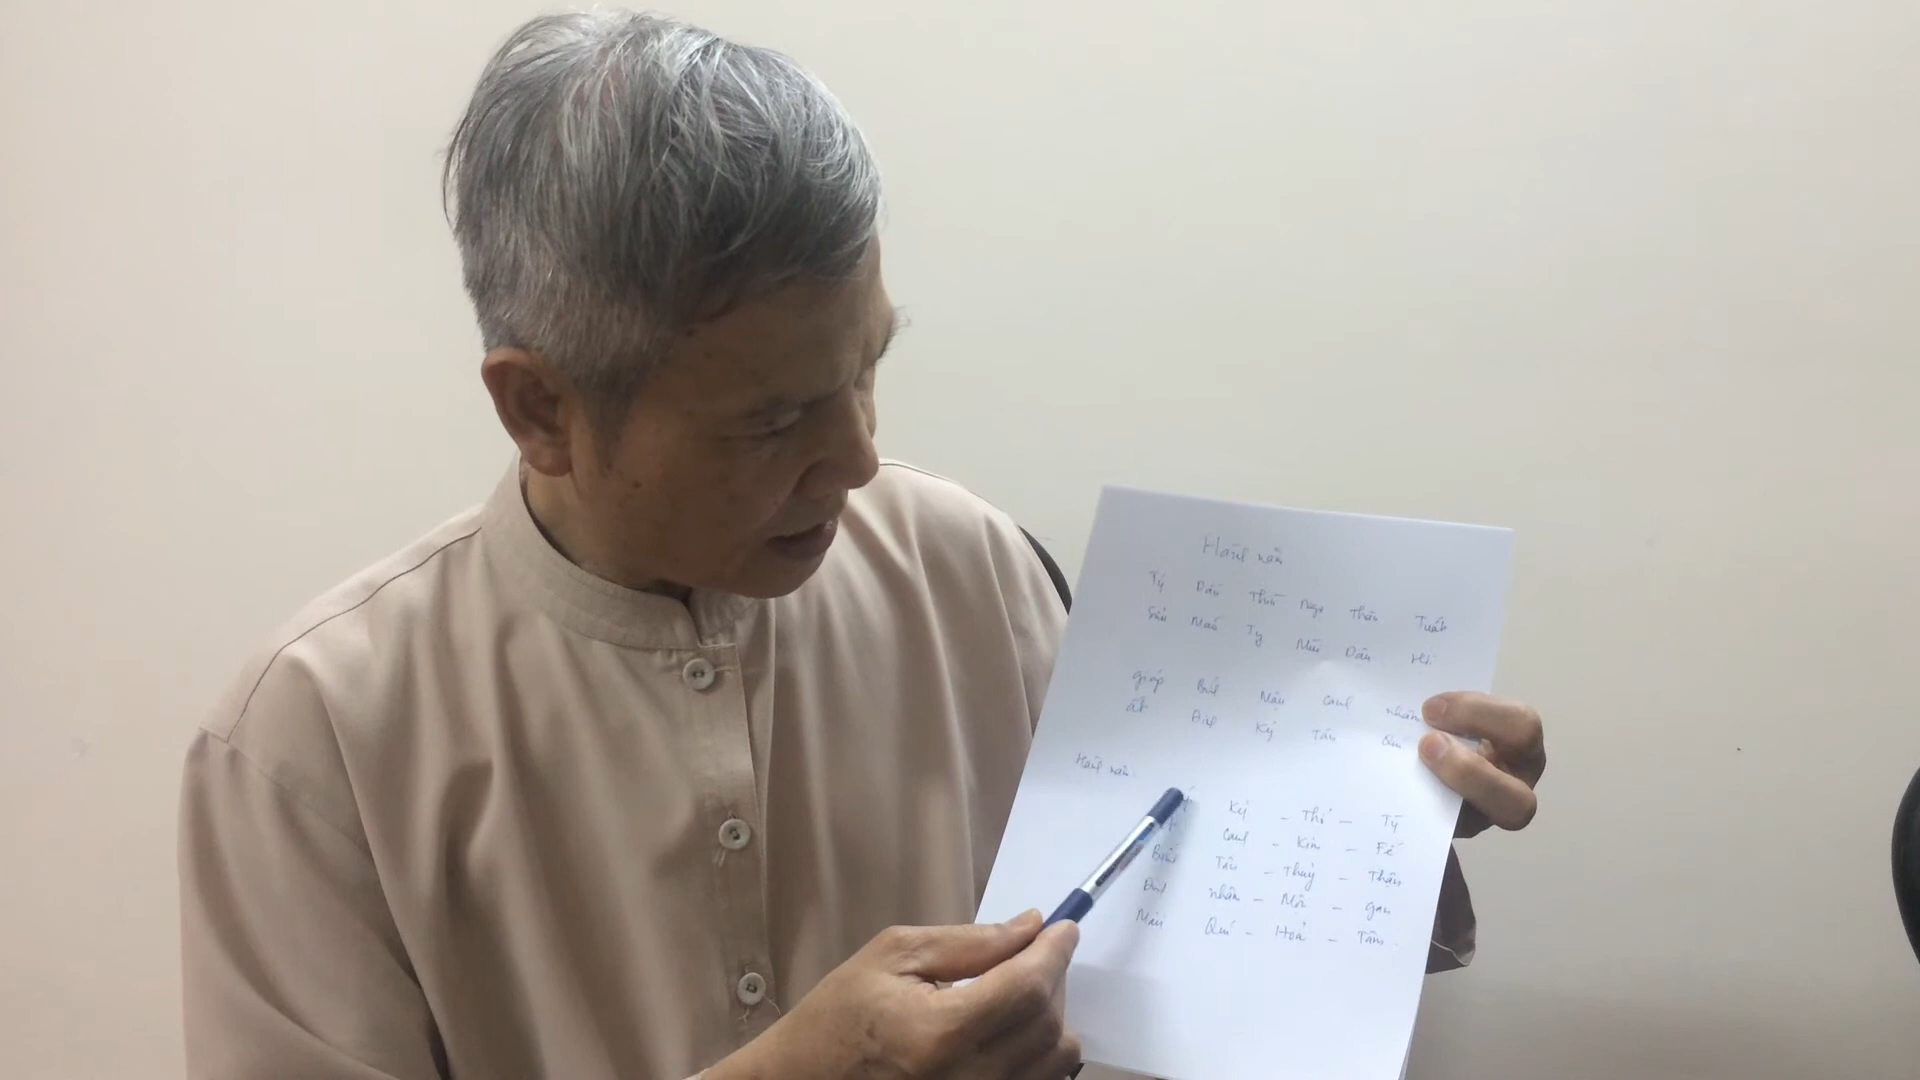 Hành năm
Tý Dần Thìn Ngọ Thân Tuất
Sửu Mão Tỵ Mùi Dậu Hợi
giáp Bính Mậu Canh nhâm
ất Đinh Kỷ Tân Quí
Hành năm
Kỷ - Thổ - Tỳ
Canh - Kim - Fế
Bính Tân - Thuỷ - Thận
Đinh nhâm - Mộc - gan
Mậu Quí - Hoả - Tâm